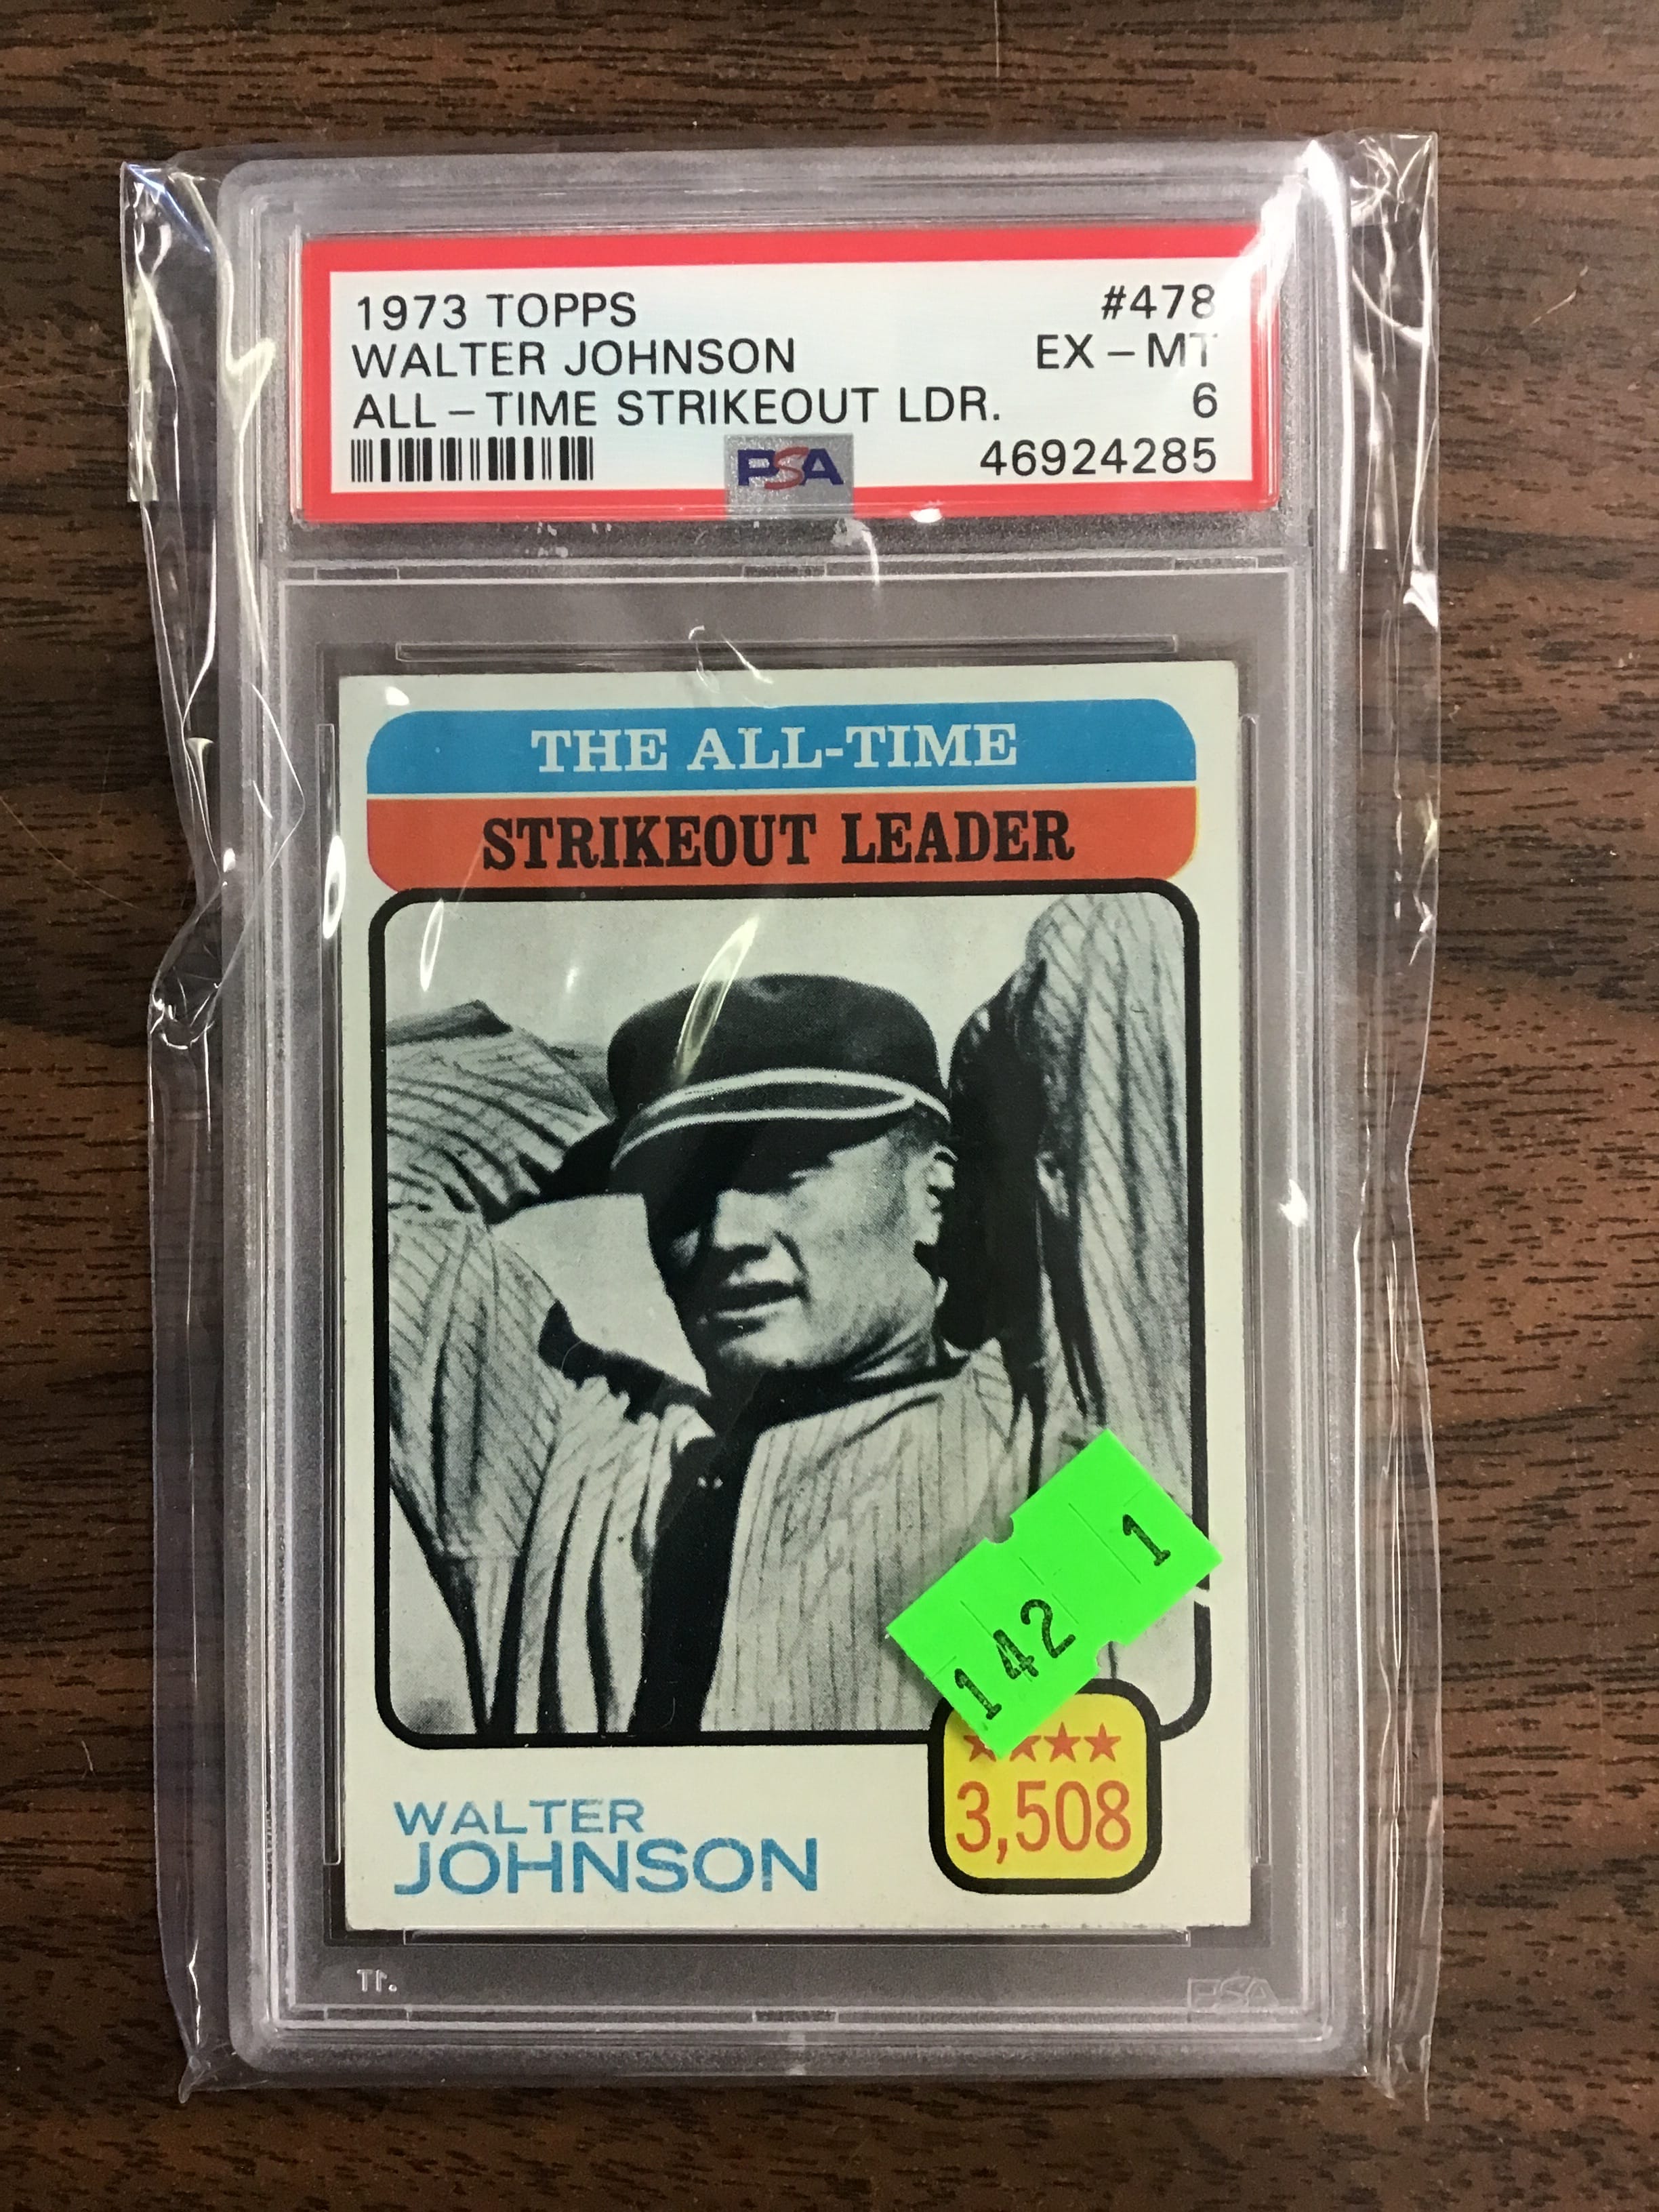 1973 TOPPS #478
WALTER JOHNSON EX - MT
ALL - TIME STRIKEOUT LDR. 6
PSA 46924285
THE ALL-TIME
STRIKEOUT LEADER
1
142
3,508
WALTER
JOHNSON
PSA